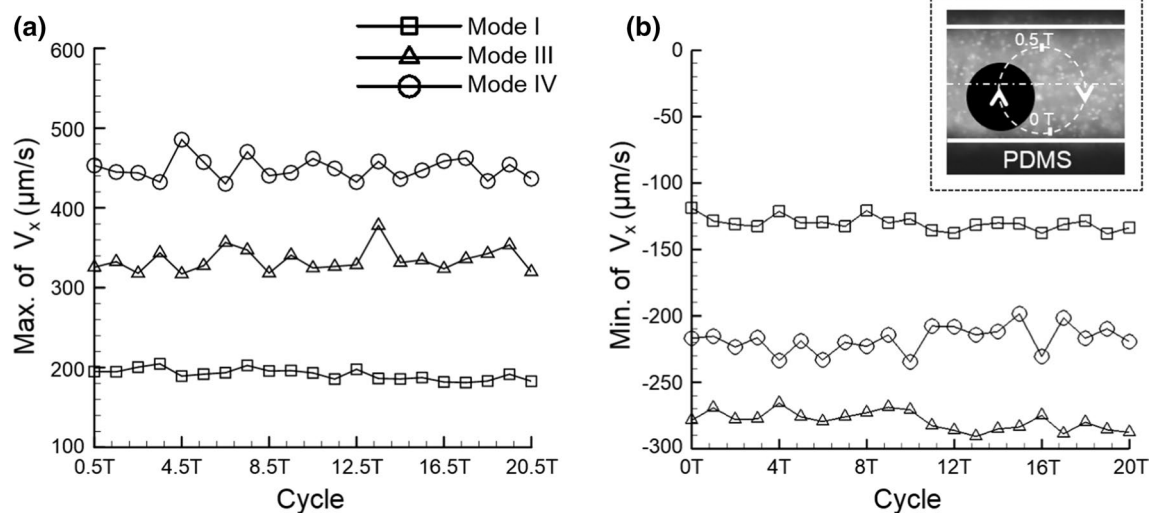 (a)
Mode I
Mode III
Mode IV
600
500
400
300
200
100
Max. of Vₓ (μm/s)
0.5T 4.5T 8.5T 12.5T 16.5T 20.5T
Cycle
(b)
0
-50
-100
-150
-200
-250
-300
Min. of Vₓ (μm/s)
0T 4T 8T 12T 16T 20T
Cycle
0.5 T
0 T
PDMS